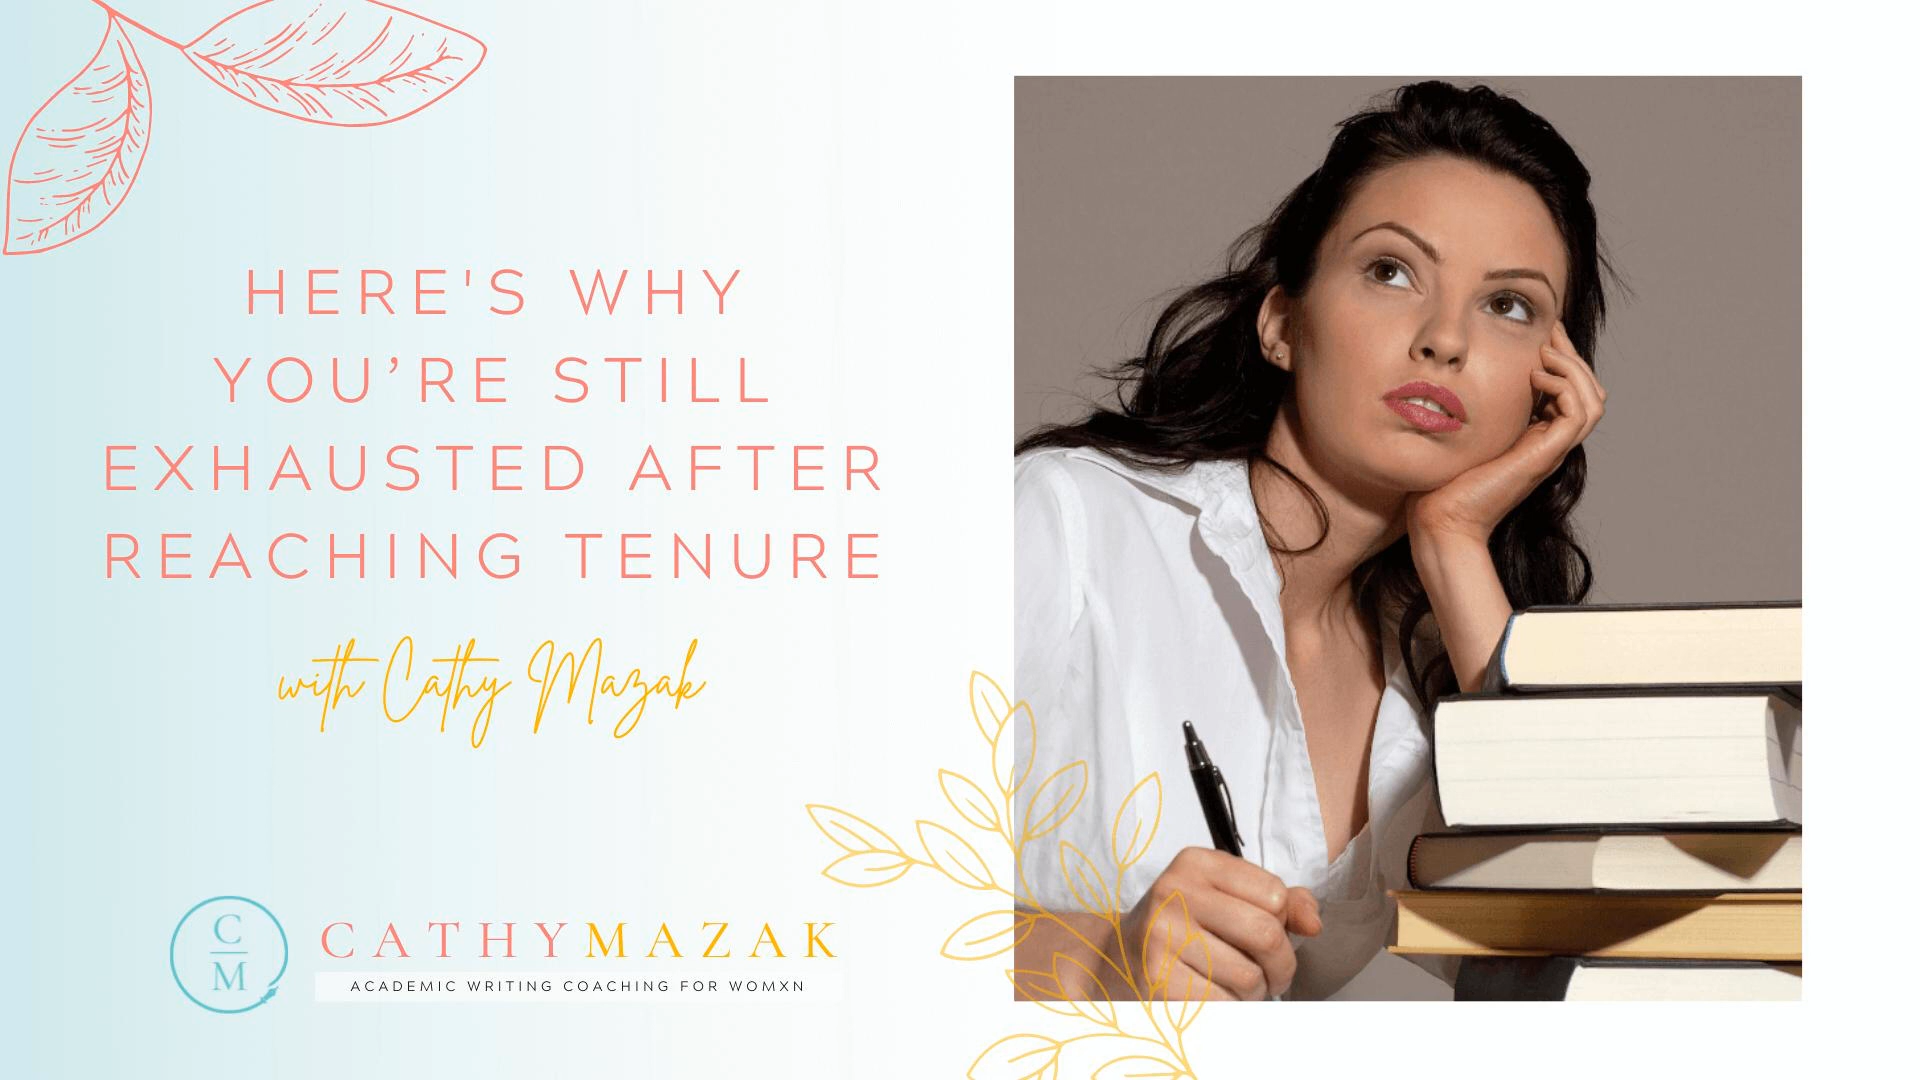 HERE'S WHY
YOU’RE STILL
EXHAUSTED AFTER
REACHING TENURE
with Cathy Mazak
C
M
CATHYMAZAK
ACADEMIC WRITING COACHING FOR WOMXN